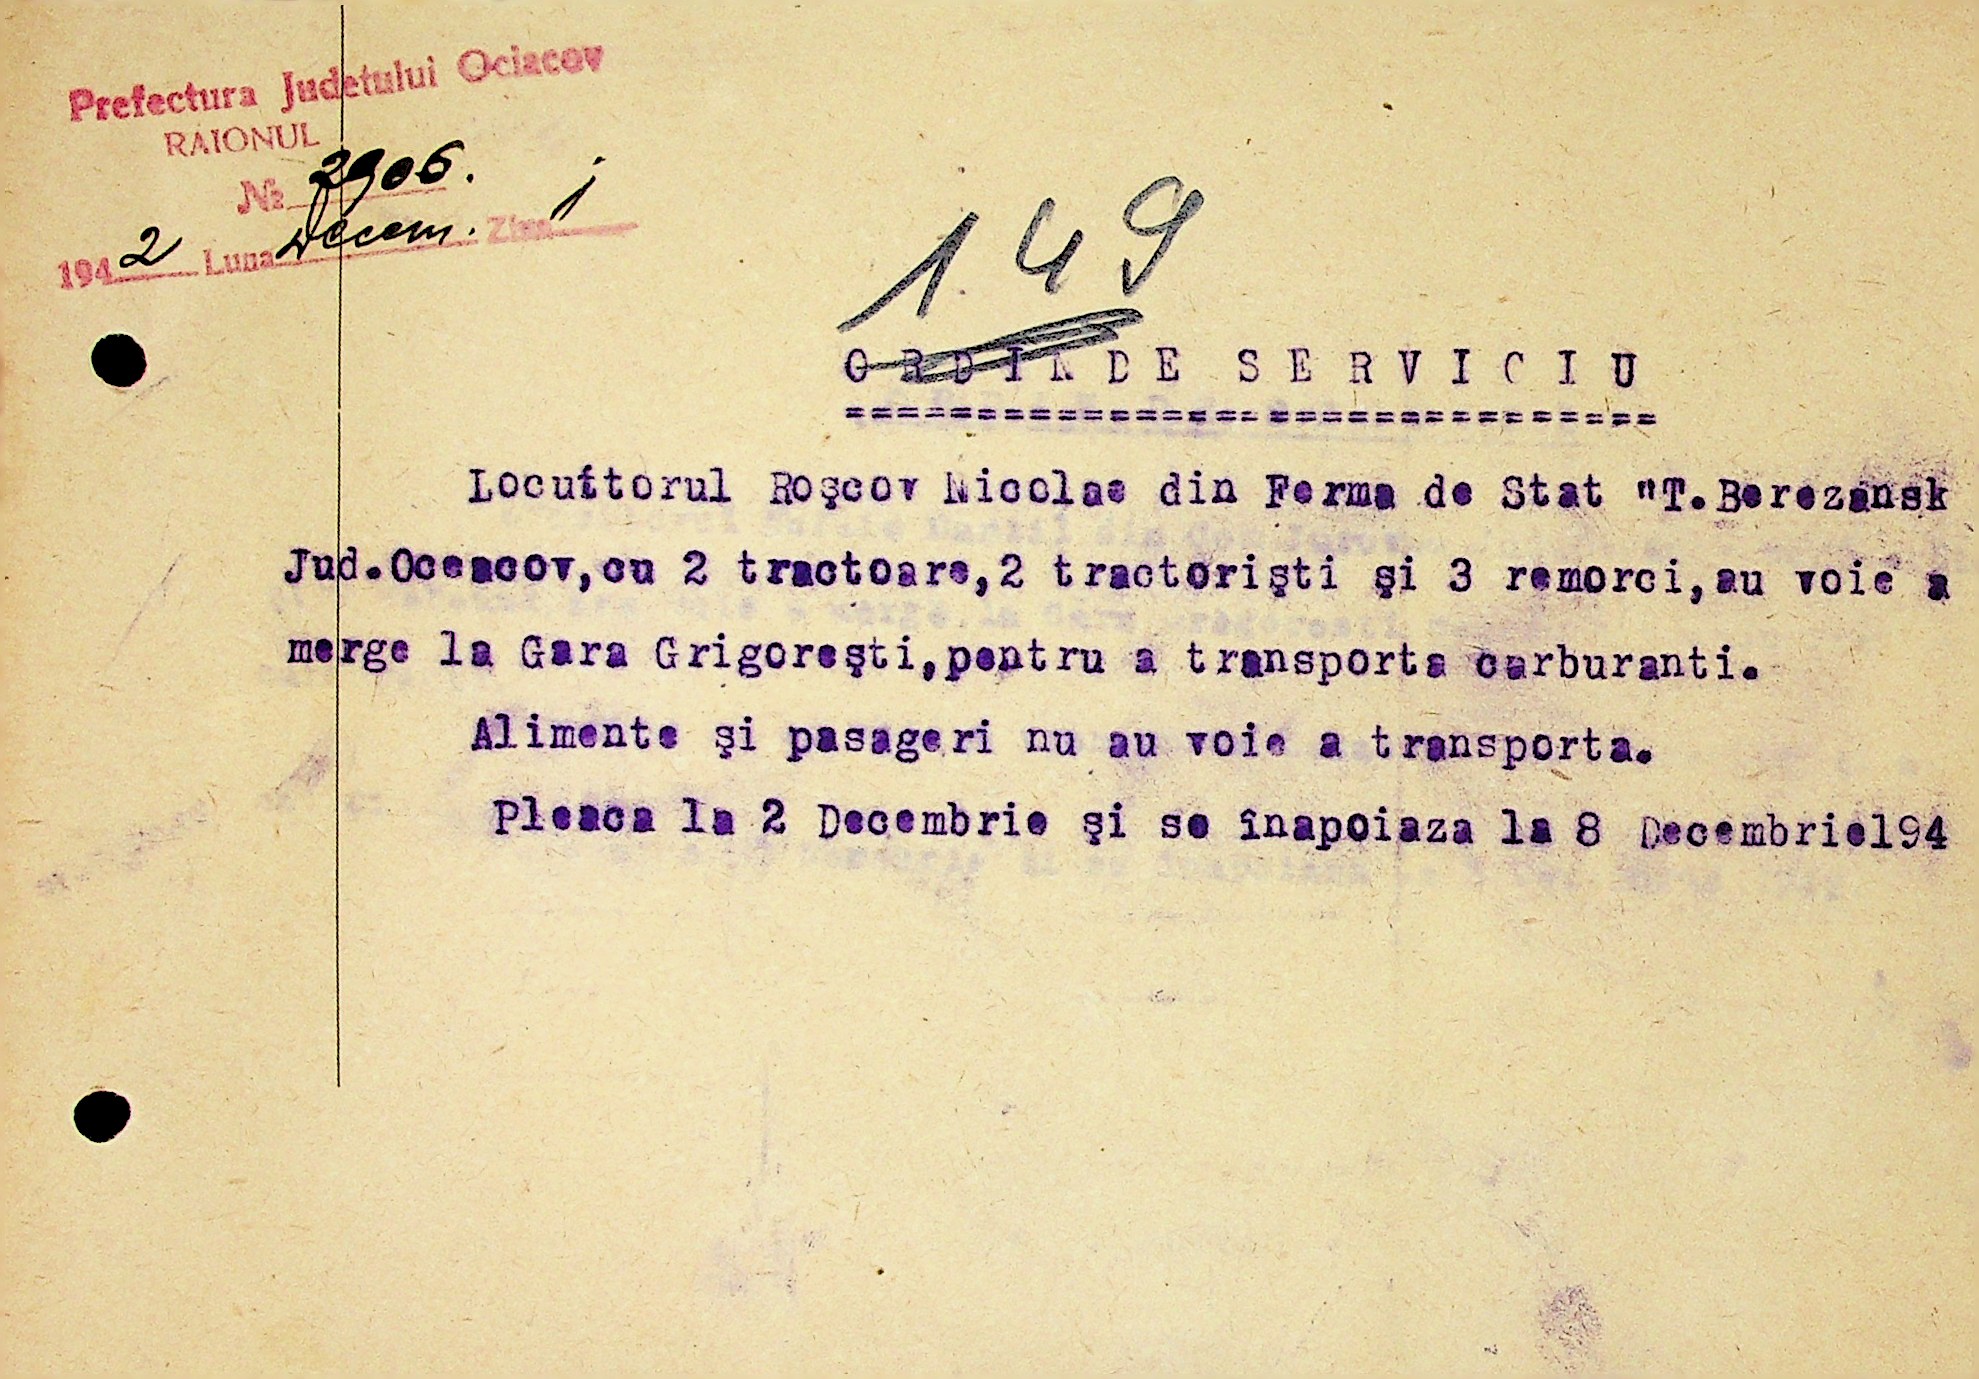 Prefectura Judetului Ociacov
RAIONUL
№ 2906.
1942 Luna Decem. Ziua 1
149
ORDIN DE SERVICIU
===============================
Locuitorul Roşcov Nicolae din Ferma de Stat "T.Berezansk
Jud.Oceacov,cu 2 tractoare,2 tractorişti şi 3 remorci,au voie a
merge la Gara Grigoreşti,pentru a transporta carburanti.
Alimente şi pasageri nu au voie a transporta.
Pleaca la 2 Decembrie şi se înapoiaza la 8 Decembrie194